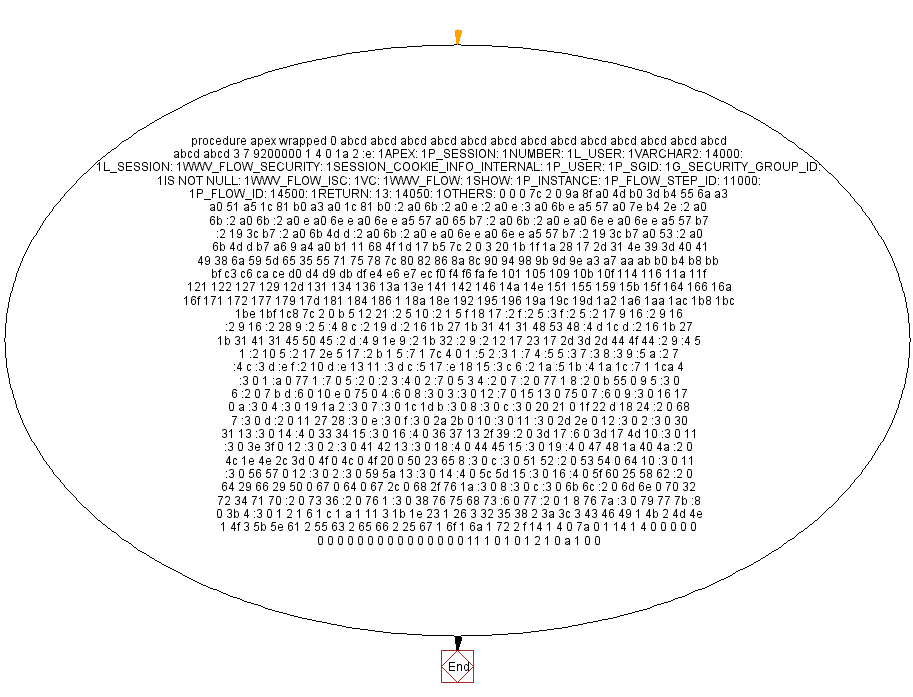 procedure apex wrapped 0 abcd abcd abcd abcd abcd abcd abcd abcd abcd abcd abcd abcd abcd
abcd abcd 3 7 9200000 1 4 0 1a 2 :e: 1APEX: 1P_SESSION: 1NUMBER: 1L_USER: 1VARCHAR2: 14000:
1L_SESSION: 1WWV_FLOW_SECURITY: 1SESSION_COOKIE_INFO_INTERNAL: 1P_USER: 1P_SGID: 1G_SECURITY_GROUP_ID:
1IS NOT NULL: 1WWV_FLOW_ISC: 1VC: 1WWV_FLOW: 1SHOW: 1P_INSTANCE: 1P_FLOW_STEP_ID: 11000:
1P_FLOW_ID: 14500: 1RETURN: 13: 14050: 1OTHERS: 0 0 0 7c 2 0 9a 8f a0 4d b0 3d b4 55 6a a3
a0 51 a5 1c 81 b0 a3 a0 1c 81 b0 :2 a0 6b :2 a0 e :2 a0 e :3 a0 6b e a5 57 a0 7e b4 2e :2 a0
6b :2 a0 6b :2 a0 e a0 6e e a0 6e e a5 57 a0 65 b7 :2 a0 6b :2 a0 e a0 6e e a0 6e e a5 57 b7
:2 19 3c b7 :2 a0 6b 4d d :2 a0 6b :2 a0 e a0 6e e a0 6e e a5 57 b7 :2 19 3c b7 a0 53 :2 a0
6b 4d d b7 a6 9 a4 a0 b1 11 68 4f 1d 17 b5 7c 2 0 3 20 1b 1f 1a 28 17 2d 31 4e 39 3d 40 41
49 38 6a 59 5d 65 35 55 71 75 78 7c 80 82 86 8a 8c 90 94 98 9b 9d 9e a3 a7 aa ab b0 b4 b8 bb
bf c3 c6 ca ce d0 d4 d9 db df e4 e6 e7 ec f0 f4 f6 fa fe 101 105 109 10b 10f 114 116 11a 11f
121 122 127 129 12d 131 134 136 13a 13e 141 142 146 14a 14e 151 155 159 15b 15f 164 166 16a
16f 171 172 177 179 17d 181 184 186 1 18a 18e 192 195 196 19a 19c 19d 1a2 1a6 1aa 1ac 1b8 1bc
1be 1bf 1c8 7c 2 0 b 5 12 21 :2 5 10 :2 1 5 f 18 17 :2 f :2 5 :3 f :2 5 :2 17 9 16 :2 9 16
:2 9 16 :2 28 9 :2 5 :4 8 c :2 19 d :2 16 1b 27 1b 31 41 31 48 53 48 :4 d 1c d :2 16 1b 27
1b 31 41 31 45 50 45 :2 d :4 9 1e 9 :2 1b 32 :2 9 :2 12 17 23 17 2d 3d 2d 44 4f 44 :2 9 :4 5
1 :2 10 5 :2 17 2e 5 17 :2 b 1 5 :7 1 7c 4 0 1 :5 2 :3 1 :7 4 :5 5 :3 7 :3 8 :3 9 :5 a :2 7
:4 c :3 d :e f :2 10 d :e 13 11 :3 d c :5 17 :e 18 15 :3 c 6 :2 1a :5 1b :4 1a 1c :7 1 1ca 4
:3 0 1 :a 0 77 1 :7 0 5 :2 0 :2 3 :4 0 2 :7 0 5 3 4 :2 0 7 :2 0 77 1 8 :2 0 b 55 0 9 5 :3 0
6 :2 0 7 b d :6 0 10 e 0 75 0 4 :6 0 8 :3 0 3 :3 0 12 :7 0 15 13 0 75 0 7 :6 0 9 :3 0 16 17
0 a :3 0 4 :3 0 19 1a 2 :3 0 7 :3 0 1c 1d b :3 0 8 :3 0 c :3 0 20 21 0 1f 22 d 18 24 :2 0 68
7 :3 0 d :2 0 11 27 28 :3 0 e :3 0 f :3 0 2a 2b 0 10 :3 0 11 :3 0 2d 2e 0 12 :3 0 2 :3 0 30
31 13 :3 0 14 :4 0 33 34 15 :3 0 16 :4 0 36 37 13 2f 39 :2 0 3d 17 :6 0 3d 17 4d 10 :3 0 11
:3 0 3e 3f 0 12 :3 0 2 :3 0 41 42 13 :3 0 18 :4 0 44 45 15 :3 0 19 :4 0 47 48 1a 40 4a :2 0
4c 1e 4e 2c 3d 0 4f 0 4c 0 4f 20 0 50 23 65 8 :3 0 c :3 0 51 52 :2 0 53 54 0 64 10 :3 0 11
:3 0 56 57 0 12 :3 0 2 :3 0 59 5a 13 :3 0 14 :4 0 5c 5d 15 :3 0 16 :4 0 5f 60 25 58 62 :2 0
64 29 66 29 50 0 67 0 64 0 67 2c 0 68 2f 76 1a :3 0 8 :3 0 c :3 0 6b 6c :2 0 6d 6e 0 70 32
72 34 71 70 :2 0 73 36 :2 0 76 1 :3 0 38 76 75 68 73 :6 0 77 :2 0 1 8 76 7a :3 0 79 77 7b :8
0 3b 4 :3 0 1 2 1 6 1 c 1 a 1 11 3 1b 1e 23 1 26 3 32 35 38 2 3a 3c 3 43 46 49 1 4b 2 4d 4e
1 4f 3 5b 5e 61 2 55 63 2 65 66 2 25 67 1 6f 1 6a 1 72 2 f 14 1 4 0 7a 0 1 14 1 4 0 0 0 0 0
0 0 0 0 0 0 0 0 0 0 0 0 0 0 0 11 1 0 1 0 1 2 1 0 a 1 0 0
End